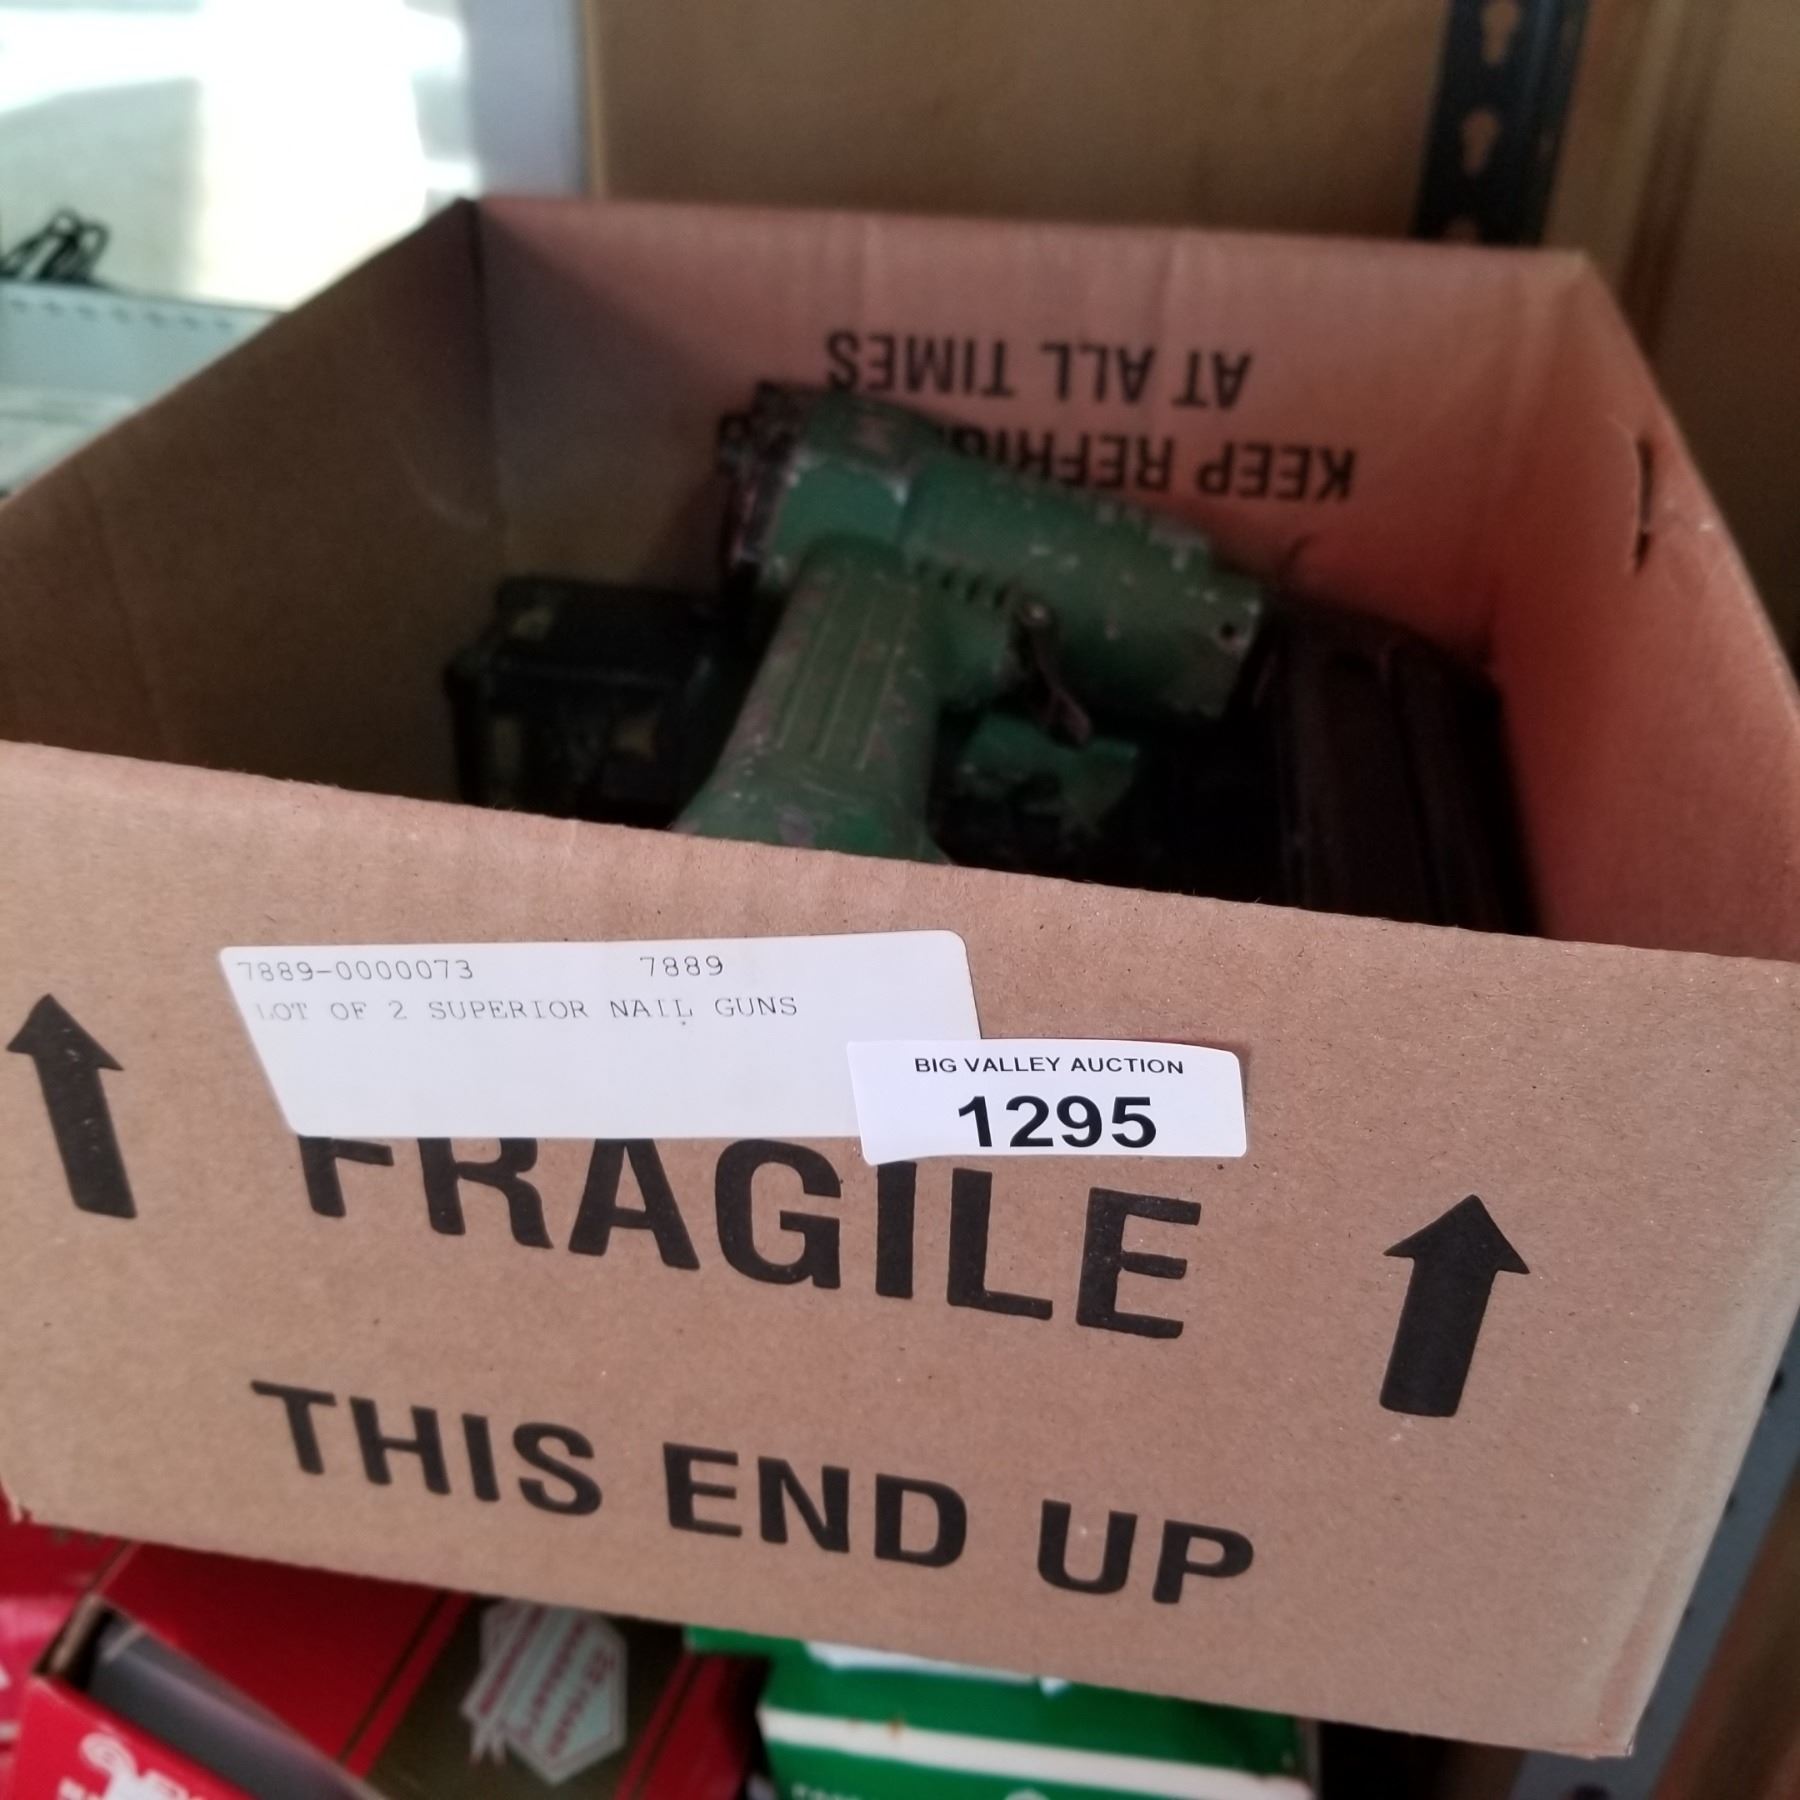 AT ALL TIMES
KEEP
7889-0000073 7889
LOT OF 2 SUPERIOR NAIL GUNS
BIG VALLEY AUCTION
1295
FRAGILE
THIS END UP